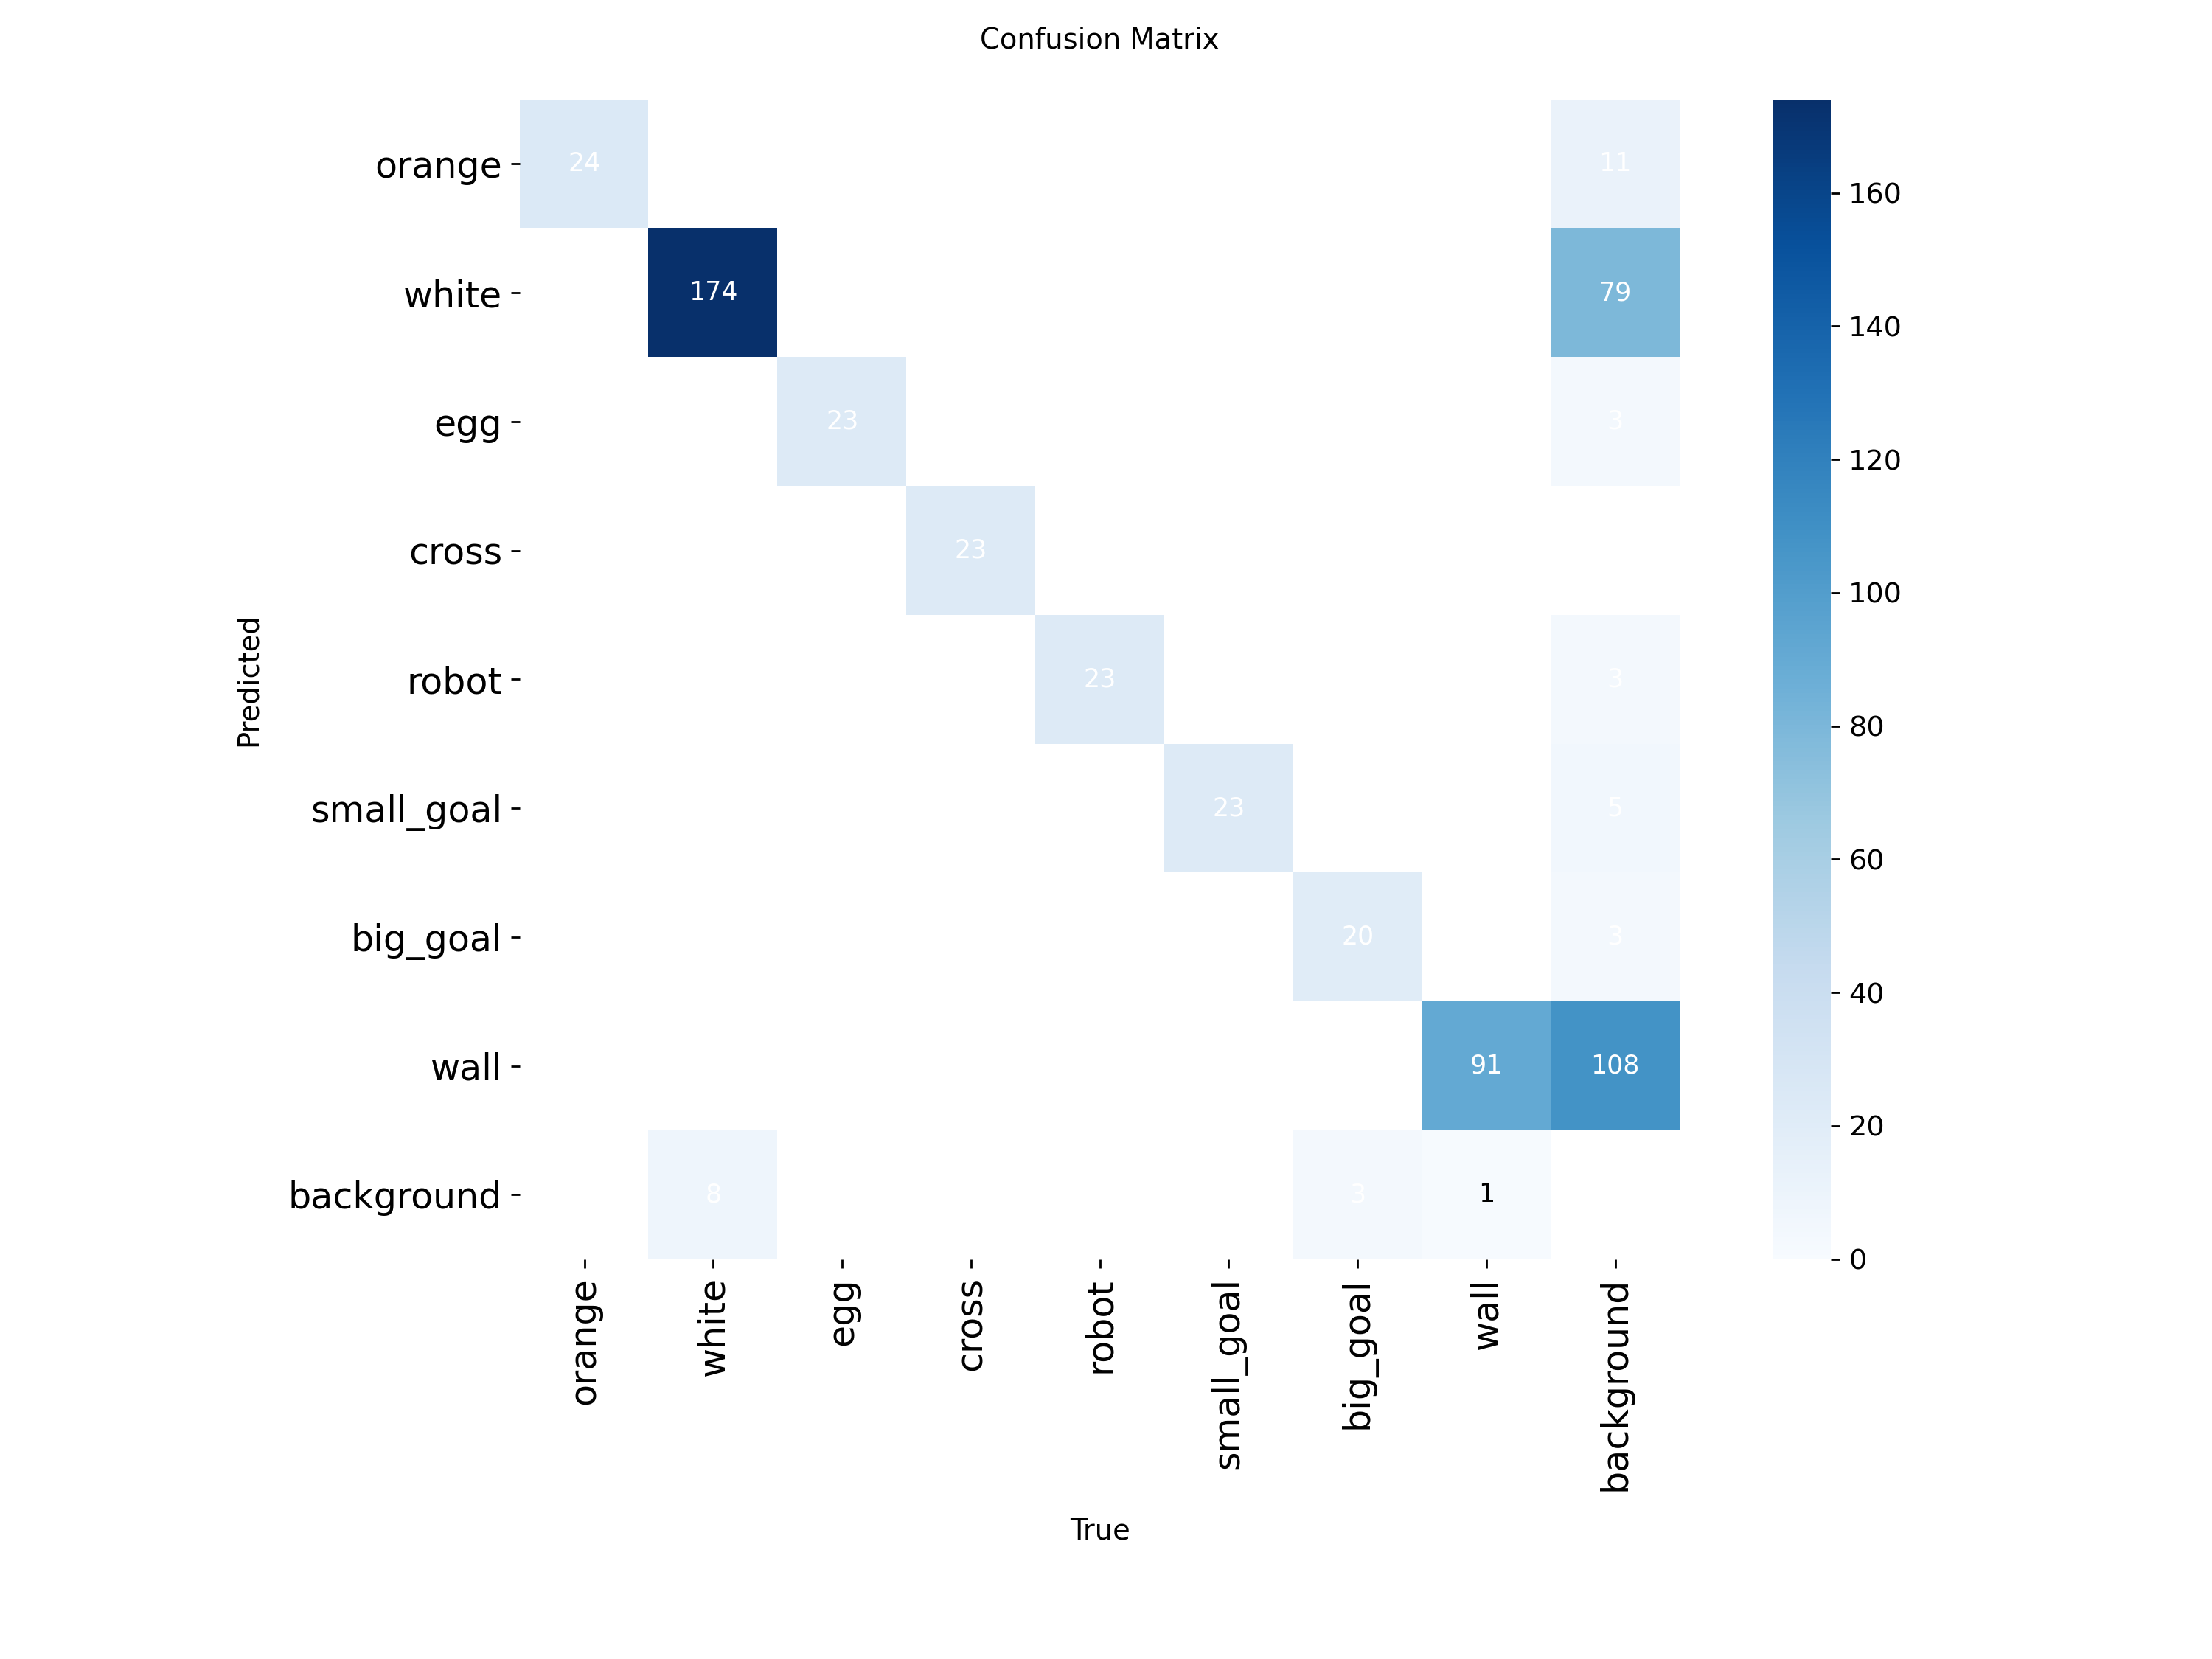 Confusion Matrix
orange 24 11
white 174 79
egg 23 3
cross 23
robot 23 3
small_goal 23 5
big_goal 20 3
wall 91 108
background 8 3 1
Predicted
orange white egg cross robot small_goal big_goal wall background
True
160
140
120
100
80
60
40
20
0